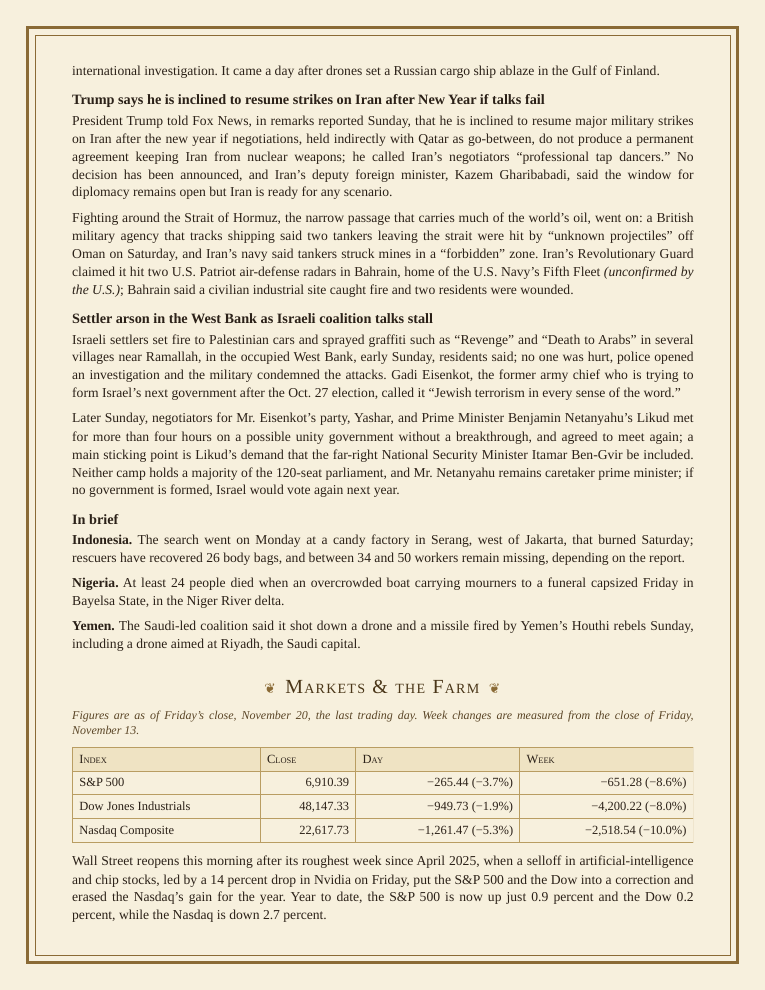 international investigation. It came a day after drones set a Russian cargo ship ablaze in the Gulf of Finland.
Trump says he is inclined to resume strikes on Iran after New Year if talks fail
President Trump told Fox News, in remarks reported Sunday, that he is inclined to resume major military strikes
on Iran after the new year if negotiations, held indirectly with Qatar as go-between, do not produce a permanent
agreement keeping Iran from nuclear weapons; he called Iran’s negotiators “professional tap dancers.” No
decision has been announced, and Iran’s deputy foreign minister, Kazem Gharibabadi, said the window for
diplomacy remains open but Iran is ready for any scenario.
Fighting around the Strait of Hormuz, the narrow passage that carries much of the world’s oil, went on: a British
military agency that tracks shipping said two tankers leaving the strait were hit by “unknown projectiles” off
Oman on Saturday, and Iran’s navy said tankers struck mines in a “forbidden” zone. Iran’s Revolutionary Guard
claimed it hit two U.S. Patriot air-defense radars in Bahrain, home of the U.S. Navy’s Fifth Fleet (unconfirmed by
the U.S.); Bahrain said a civilian industrial site caught fire and two residents were wounded.
Settler arson in the West Bank as Israeli coalition talks stall
Israeli settlers set fire to Palestinian cars and sprayed graffiti such as “Revenge” and “Death to Arabs” in several
villages near Ramallah, in the occupied West Bank, early Sunday, residents said; no one was hurt, police opened
an investigation and the military condemned the attacks. Gadi Eisenkot, the former army chief who is trying to
form Israel’s next government after the Oct. 27 election, called it “Jewish terrorism in every sense of the word.”
Later Sunday, negotiators for Mr. Eisenkot’s party, Yashar, and Prime Minister Benjamin Netanyahu’s Likud met
for more than four hours on a possible unity government without a breakthrough, and agreed to meet again; a
main sticking point is Likud’s demand that the far-right National Security Minister Itamar Ben-Gvir be included.
Neither camp holds a majority of the 120-seat parliament, and Mr. Netanyahu remains caretaker prime minister; if
no government is formed, Israel would vote again next year.
In brief
Indonesia. The search went on Monday at a candy factory in Serang, west of Jakarta, that burned Saturday;
rescuers have recovered 26 body bags, and between 34 and 50 workers remain missing, depending on the report.
Nigeria. At least 24 people died when an overcrowded boat carrying mourners to a funeral capsized Friday in
Bayelsa State, in the Niger River delta.
Yemen. The Saudi-led coalition said it shot down a drone and a missile fired by Yemen’s Houthi rebels Sunday,
including a drone aimed at Riyadh, the Saudi capital.
❦ Markets & the Farm ❦
Figures are as of Friday’s close, November 20, the last trading day. Week changes are measured from the close of Friday,
November 13.
Index Close Day Week
S&P 500 6,910.39 −265.44 (−3.7%) −651.28 (−8.6%)
Dow Jones Industrials 48,147.33 −949.73 (−1.9%) −4,200.22 (−8.0%)
Nasdaq Composite 22,617.73 −1,261.47 (−5.3%) −2,518.54 (−10.0%)
Wall Street reopens this morning after its roughest week since April 2025, when a selloff in artificial-intelligence
and chip stocks, led by a 14 percent drop in Nvidia on Friday, put the S&P 500 and the Dow into a correction and
erased the Nasdaq’s gain for the year. Year to date, the S&P 500 is now up just 0.9 percent and the Dow 0.2
percent, while the Nasdaq is down 2.7 percent.